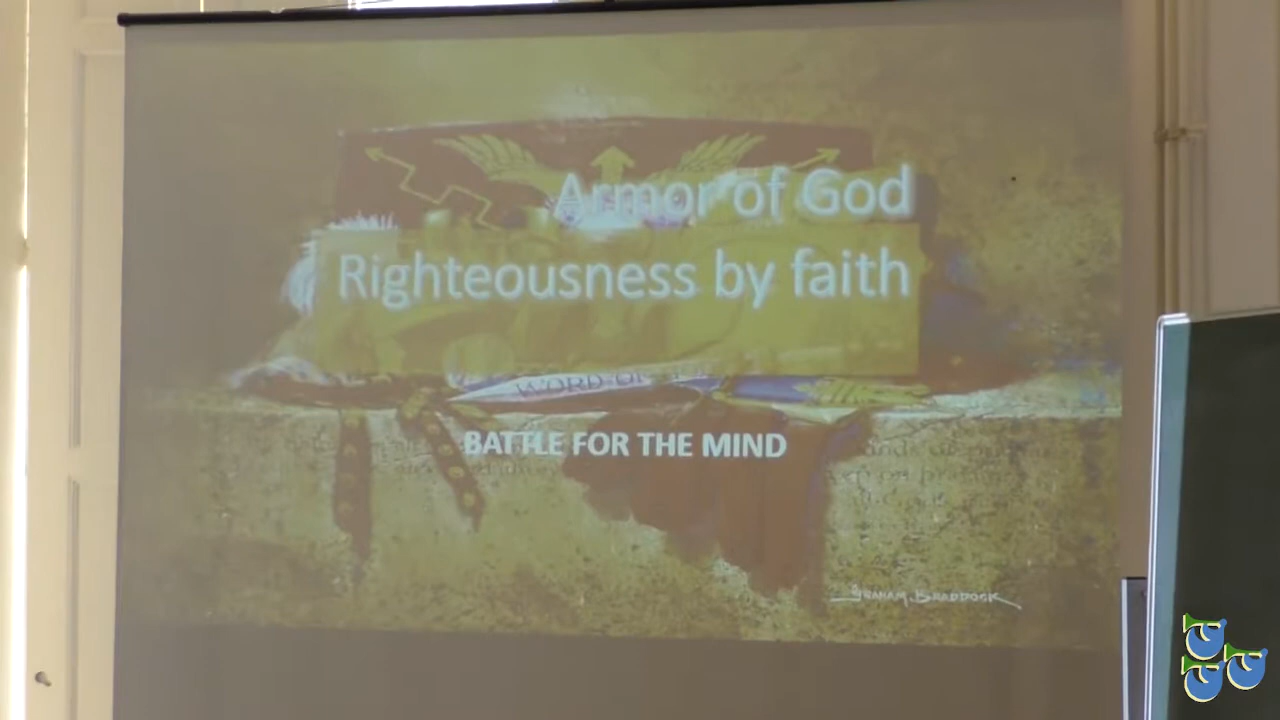 Armor of God
Righteousness by faith
WORD OF
BATTLE FOR THE MIND
GRAHAM BRADDOCK